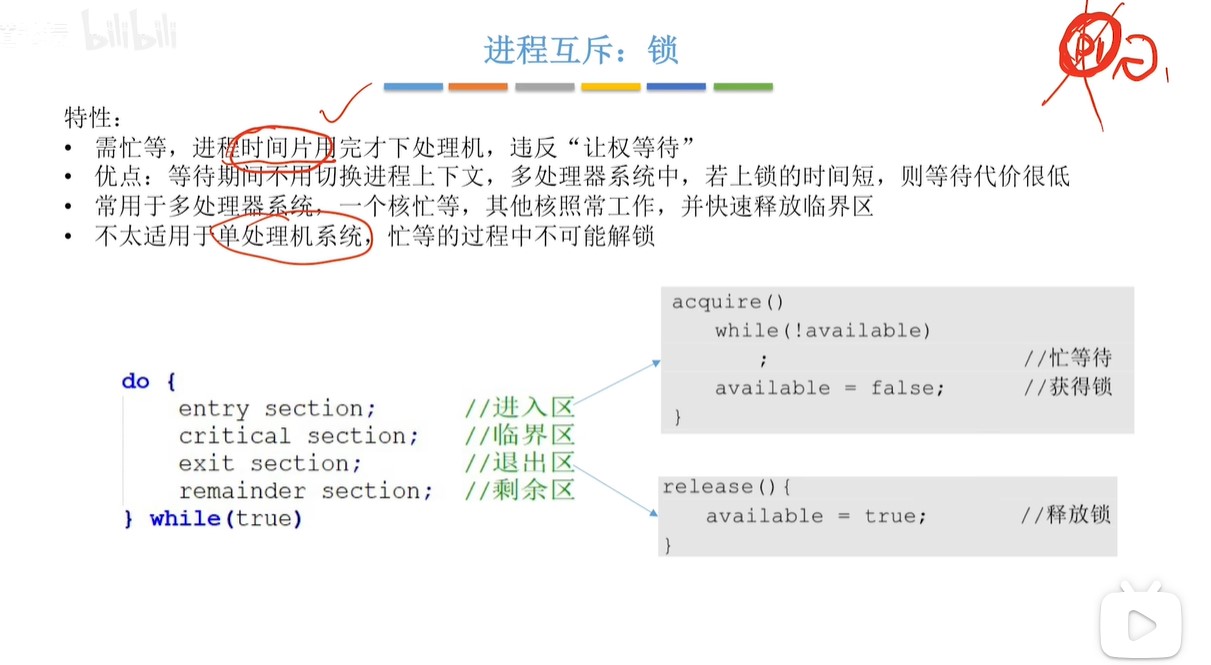 bilibili
进程互斥：锁
P1
特性：
• 需忙等，进程时间片用完才下处理机，违反“让权等待”
• 优点：等待期间不用切换进程上下文，多处理器系统中，若上锁的时间短，则等待代价很低
• 常用于多处理器系统，一个核忙等，其他核照常工作，并快速释放临界区
• 不太适用于单处理机系统，忙等的过程中不可能解锁
acquire()
while(!available)
; //忙等待
available = false; //获得锁
}
do {
entry section; //进入区
critical section; //临界区
exit section; //退出区
remainder section; //剩余区
} while(true)
release(){
available = true; //释放锁
}